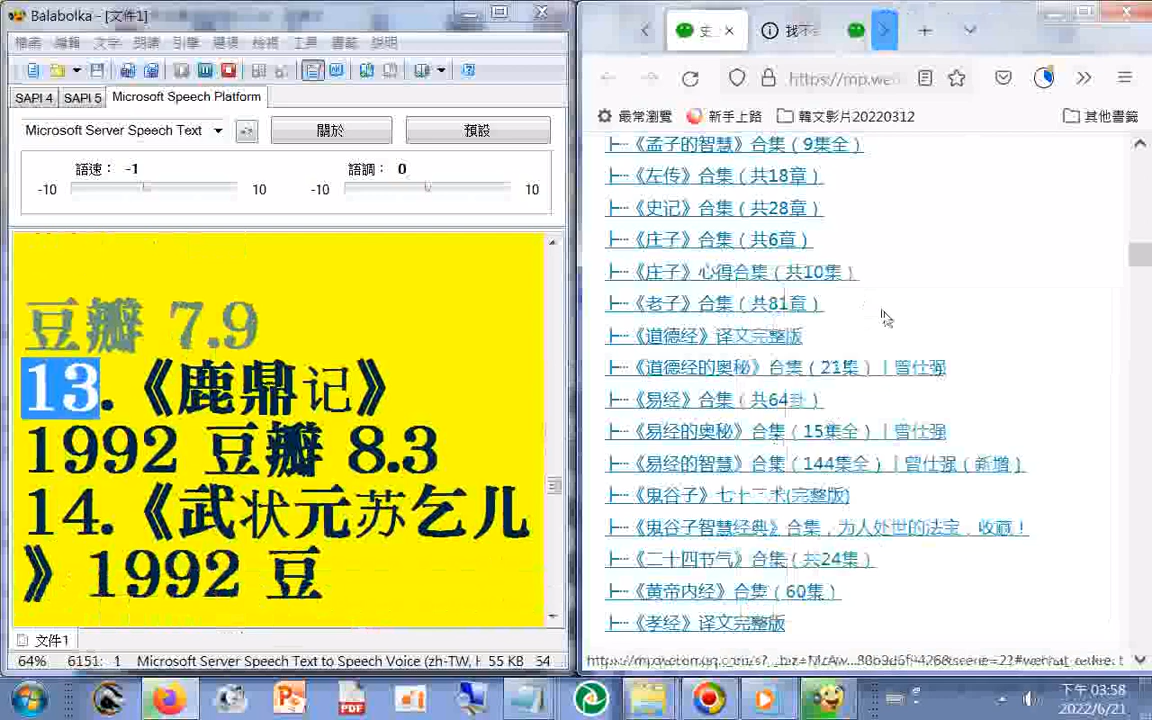 Balabolka - [文件1]
檔案 編輯 文字 朗讀 引擎 選項 檢視 工具 書籤 說明
SAPI 4 SAPI 5 Microsoft Speech Platform
Microsoft Server Speech Text
關於
預設
語速： -1
-10 10
語調： 0
-10 10
豆瓣 7.9
13.《鹿鼎记》
1992 豆瓣 8.3
14.《武状元苏乞儿
》1992 豆
文件1
64% 6151: 1 Microsoft Server Speech Text to Speech Voice (zh-TW, H 55 KB 54
史 找不
https://mp.we
最常瀏覽 新手上路 韓文影片20220312 其他書籤
├┈《孟子的智慧》合集（9集全）
├┈《左传》合集（共18章）
├┈《史记》合集（共28章）
├┈《庄子》合集（共6章）
├┈《庄子》心得合集（共10集）
├┈《老子》合集（共81章）
├┈《道德经》译文完整版
├┈《道德经的奥秘》合集（21集）丨曾仕强
├┈《易经》合集（共64卦）
├┈《易经的奥秘》合集（15集全）丨曾仕强
├┈《易经的智慧》合集（144集全）丨曾仕强（新增）
├┈《鬼谷子》七十二术(完整版)
├┈《鬼谷子智慧经典》合集，为人处世的法宝，收藏！
├┈《二十四节气》合集（共24集）
├┈《黄帝内经》合集（60集）
├┈《孝经》译文完整版
下午 03:58
2022/6/21